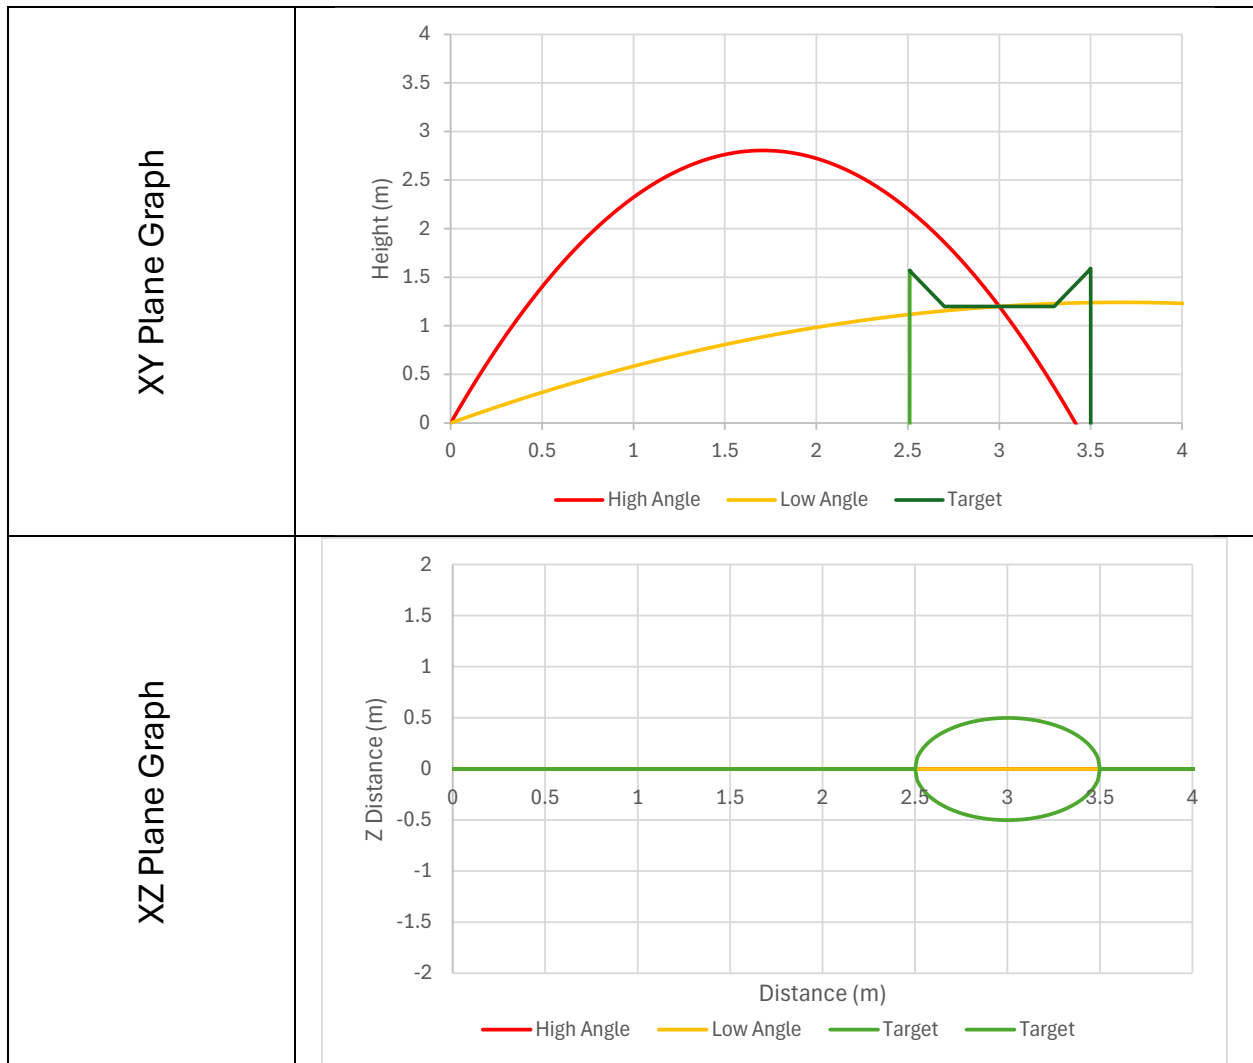 XY Plane Graph
Height (m)
4
3.5
3
2.5
2
1.5
1
0.5
0
0 0.5 1 1.5 2 2.5 3 3.5 4
High Angle Low Angle Target
XZ Plane Graph
Z Distance (m)
2
1.5
1
0.5
0
-0.5
-1
-1.5
-2
0 0.5 1 1.5 2 2.5 3 3.5 4
Distance (m)
High Angle Low Angle Target Target